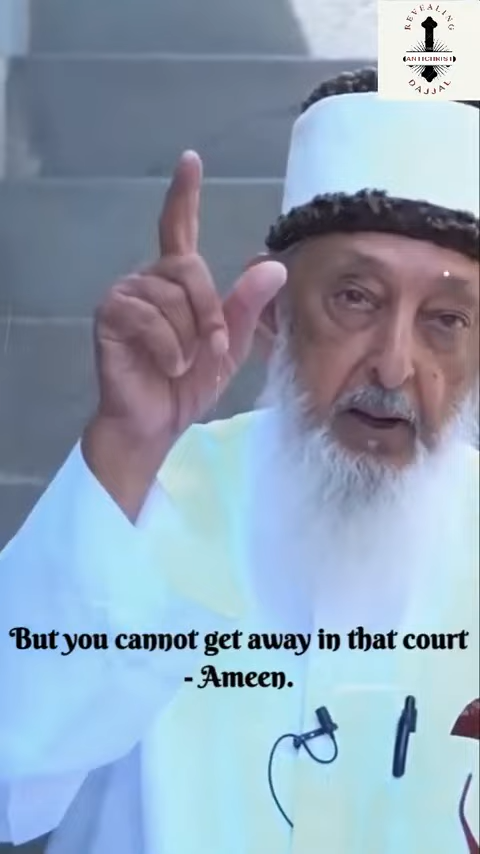 REVEALING
ANTICHRIST
DAJJAL
But you cannot get away in that court
- Ameen.